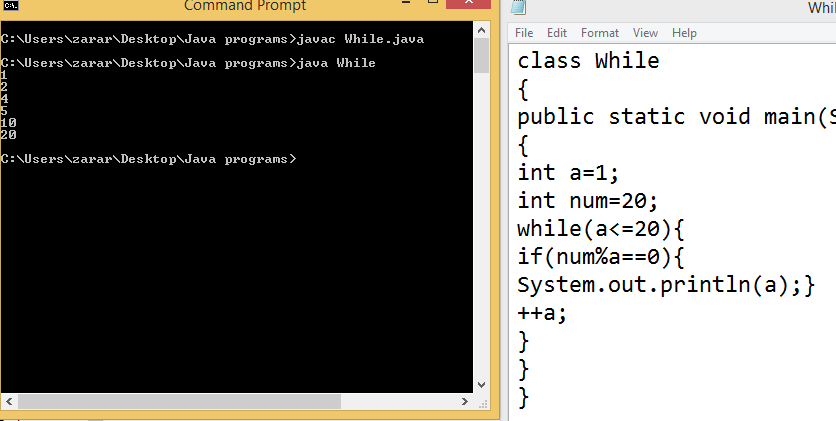 Command Prompt
C:\Users\zarar\Desktop\Java programs>javac While.java
C:\Users\zarar\Desktop\Java programs>java While
1
2
4
5
10
20
C:\Users\zarar\Desktop\Java programs>
Whil
File Edit Format View Help
class While
{
public static void main(S
{
int a=1;
int num=20;
while(a<=20){
if(num%a==0){
System.out.println(a);}
++a;
}
}
}